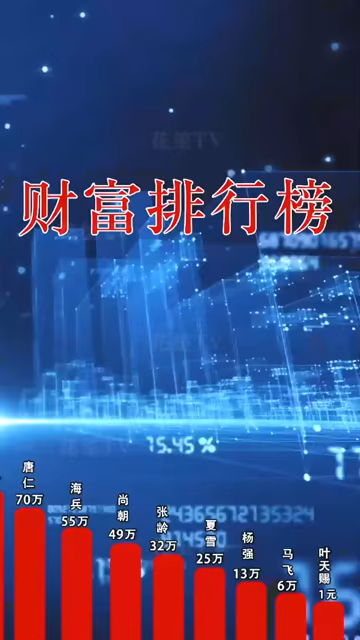 财富排行榜
15.45 %
唐仁
70万
海兵
55万
尚朝
49万
张龄
32万
夏雪
25万
杨强
13万
马飞
6万
叶天赐
1元